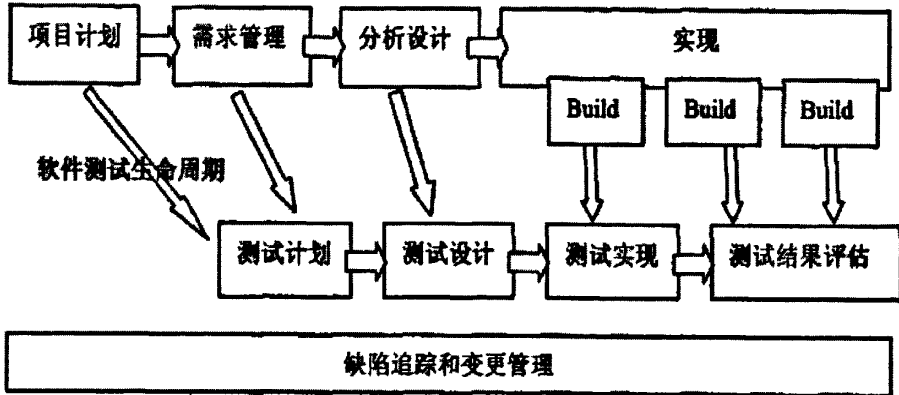 项目计划
需求管理
分析设计
实现
Build
Build
Build
软件测试生命周期
测试计划
测试设计
测试实现
测试结果评估
缺陷追踪和变更管理